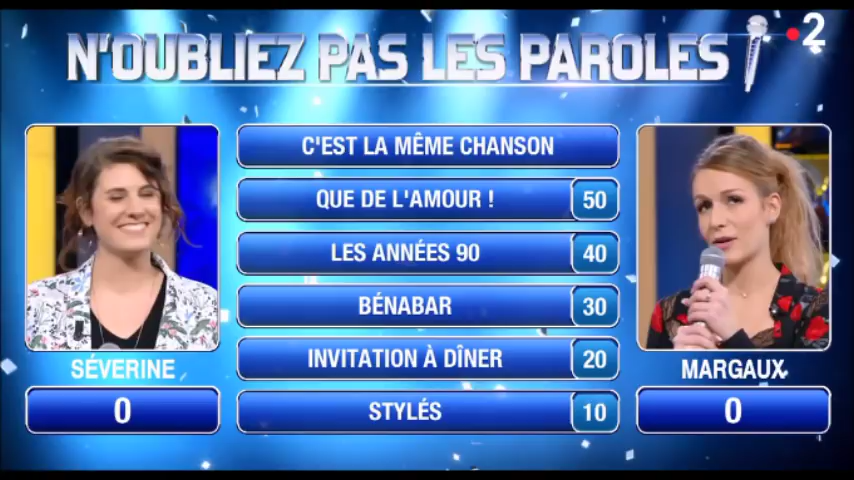 N'OUBLIEZ PAS LES PAROLES
2
C'EST LA MÊME CHANSON
QUE DE L'AMOUR ! 50
LES ANNÉES 90 40
BÉNABAR 30
INVITATION À DÎNER 20
STYLÉS 10
SÉVERINE
0
MARGAUX
0